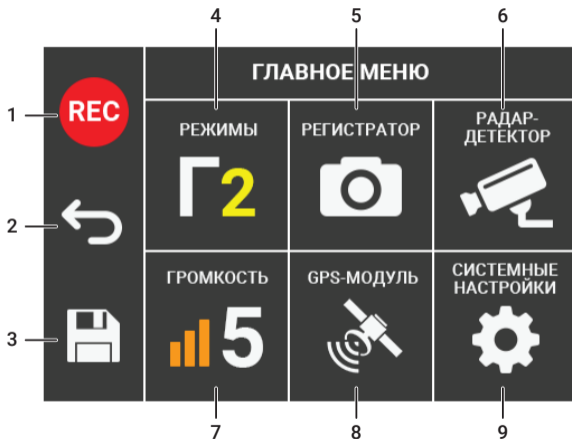 4 5 6
ГЛАВНОЕ МЕНЮ
1 REC
РЕЖИМЫ
Г2
РЕГИСТРАТОР
РАДАР-
ДЕТЕКТОР
2
3
ГРОМКОСТЬ
5
GPS-МОДУЛЬ
СИСТЕМНЫЕ
НАСТРОЙКИ
7 8 9